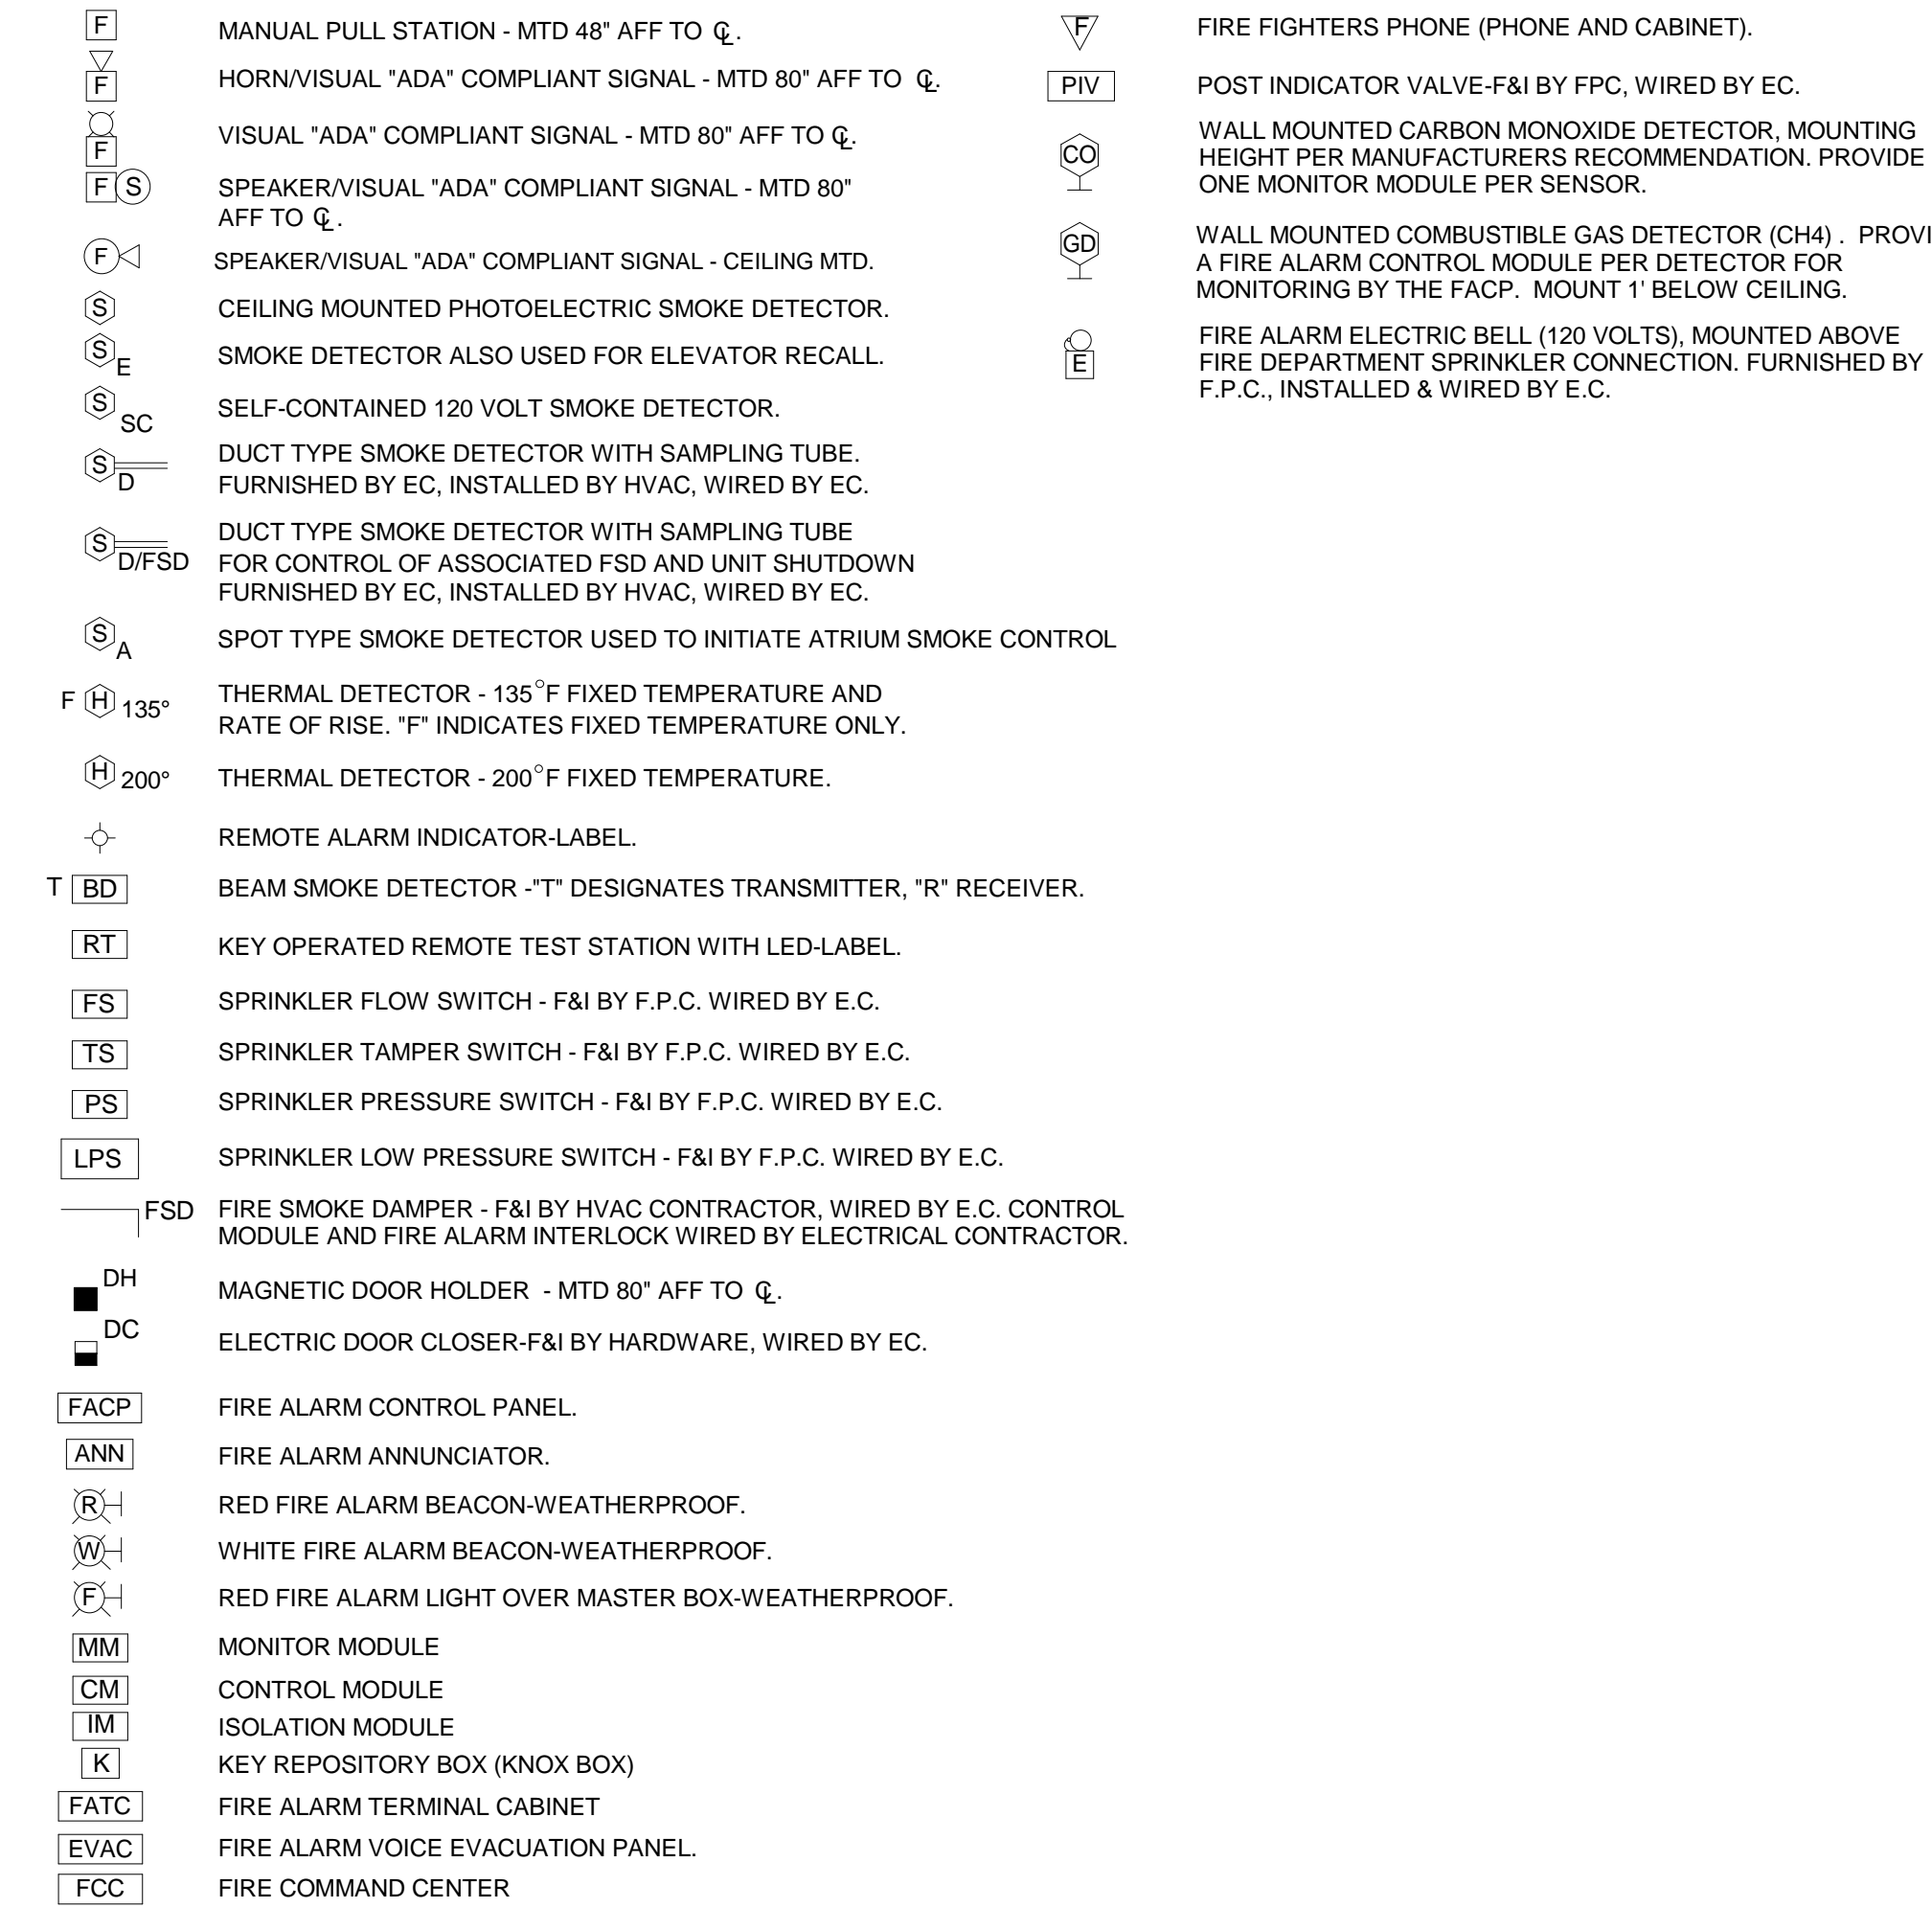 F MANUAL PULL STATION - MTD 48" AFF TO ℄.
F HORN/VISUAL "ADA" COMPLIANT SIGNAL - MTD 80" AFF TO ℄.
F VISUAL "ADA" COMPLIANT SIGNAL - MTD 80" AFF TO ℄.
F S SPEAKER/VISUAL "ADA" COMPLIANT SIGNAL - MTD 80"
AFF TO ℄.
F SPEAKER/VISUAL "ADA" COMPLIANT SIGNAL - CEILING MTD.
S CEILING MOUNTED PHOTOELECTRIC SMOKE DETECTOR.
S E SMOKE DETECTOR ALSO USED FOR ELEVATOR RECALL.
S SC SELF-CONTAINED 120 VOLT SMOKE DETECTOR.
S D DUCT TYPE SMOKE DETECTOR WITH SAMPLING TUBE.
FURNISHED BY EC, INSTALLED BY HVAC, WIRED BY EC.
S D/FSD DUCT TYPE SMOKE DETECTOR WITH SAMPLING TUBE
FOR CONTROL OF ASSOCIATED FSD AND UNIT SHUTDOWN
FURNISHED BY EC, INSTALLED BY HVAC, WIRED BY EC.
S A SPOT TYPE SMOKE DETECTOR USED TO INITIATE ATRIUM SMOKE CONTROL
F H 135° THERMAL DETECTOR - 135°F FIXED TEMPERATURE AND
RATE OF RISE. "F" INDICATES FIXED TEMPERATURE ONLY.
H 200° THERMAL DETECTOR - 200°F FIXED TEMPERATURE.
REMOTE ALARM INDICATOR-LABEL.
T BD BEAM SMOKE DETECTOR -"T" DESIGNATES TRANSMITTER, "R" RECEIVER.
RT KEY OPERATED REMOTE TEST STATION WITH LED-LABEL.
FS SPRINKLER FLOW SWITCH - F&I BY F.P.C. WIRED BY E.C.
TS SPRINKLER TAMPER SWITCH - F&I BY F.P.C. WIRED BY E.C.
PS SPRINKLER PRESSURE SWITCH - F&I BY F.P.C. WIRED BY E.C.
LPS SPRINKLER LOW PRESSURE SWITCH - F&I BY F.P.C. WIRED BY E.C.
FSD FIRE SMOKE DAMPER - F&I BY HVAC CONTRACTOR, WIRED BY E.C. CONTROL
MODULE AND FIRE ALARM INTERLOCK WIRED BY ELECTRICAL CONTRACTOR.
DH MAGNETIC DOOR HOLDER - MTD 80" AFF TO ℄.
DC ELECTRIC DOOR CLOSER-F&I BY HARDWARE, WIRED BY EC.
FACP FIRE ALARM CONTROL PANEL.
ANN FIRE ALARM ANNUNCIATOR.
R RED FIRE ALARM BEACON-WEATHERPROOF.
W WHITE FIRE ALARM BEACON-WEATHERPROOF.
F RED FIRE ALARM LIGHT OVER MASTER BOX-WEATHERPROOF.
MM MONITOR MODULE
CM CONTROL MODULE
IM ISOLATION MODULE
K KEY REPOSITORY BOX (KNOX BOX)
FATC FIRE ALARM TERMINAL CABINET
EVAC FIRE ALARM VOICE EVACUATION PANEL.
FCC FIRE COMMAND CENTER
F FIRE FIGHTERS PHONE (PHONE AND CABINET).
PIV POST INDICATOR VALVE-F&I BY FPC, WIRED BY EC.
CO WALL MOUNTED CARBON MONOXIDE DETECTOR, MOUNTING
HEIGHT PER MANUFACTURERS RECOMMENDATION. PROVIDE
ONE MONITOR MODULE PER SENSOR.
GD WALL MOUNTED COMBUSTIBLE GAS DETECTOR (CH4) . PROVI
A FIRE ALARM CONTROL MODULE PER DETECTOR FOR
MONITORING BY THE FACP. MOUNT 1' BELOW CEILING.
E FIRE ALARM ELECTRIC BELL (120 VOLTS), MOUNTED ABOVE
FIRE DEPARTMENT SPRINKLER CONNECTION. FURNISHED BY
F.P.C., INSTALLED & WIRED BY E.C.